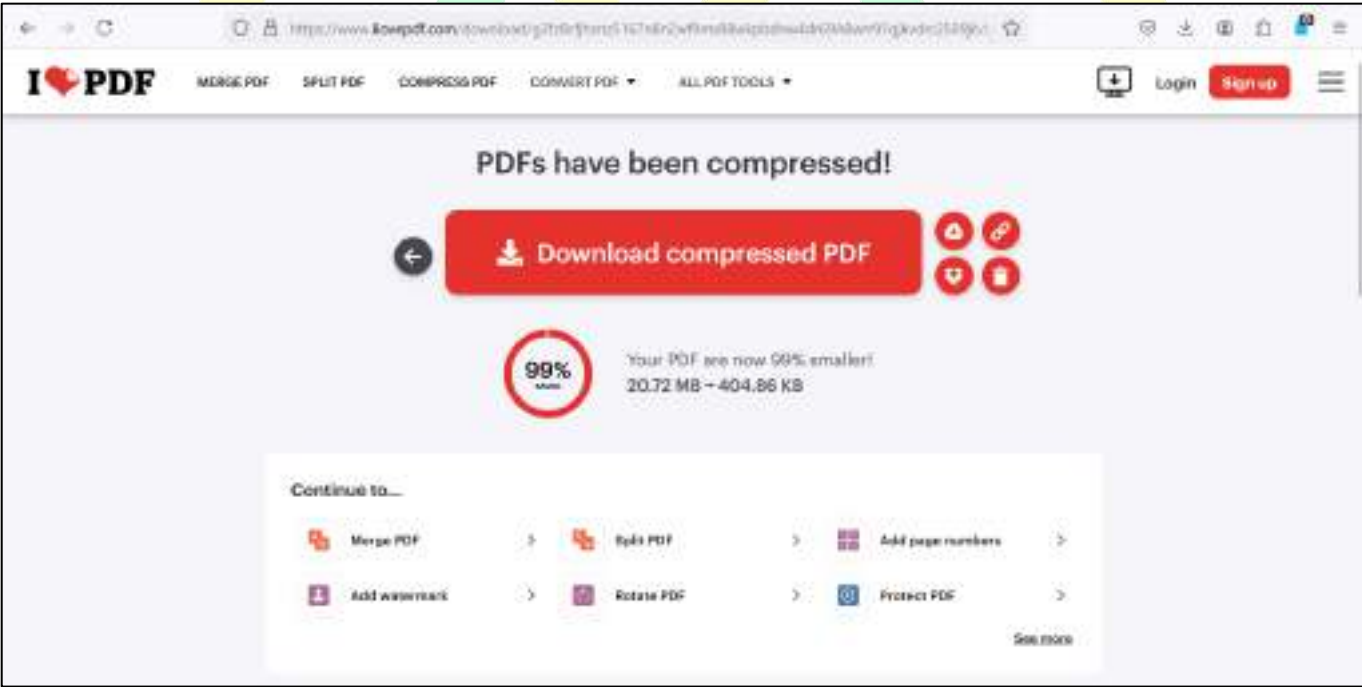 I PDF
MERGE PDF
SPLIT PDF
COMPRESS PDF
CONVERT PDF
ALL PDF TOOLS
Login
Sign up
PDFs have been compressed!
Download compressed PDF
99%
Your PDF are now 99% smaller!
20.72 MB – 404.86 KB
Continue to...
Merge PDF
Split PDF
Add page numbers
Add watermark
Rotate PDF
Protect PDF
See more